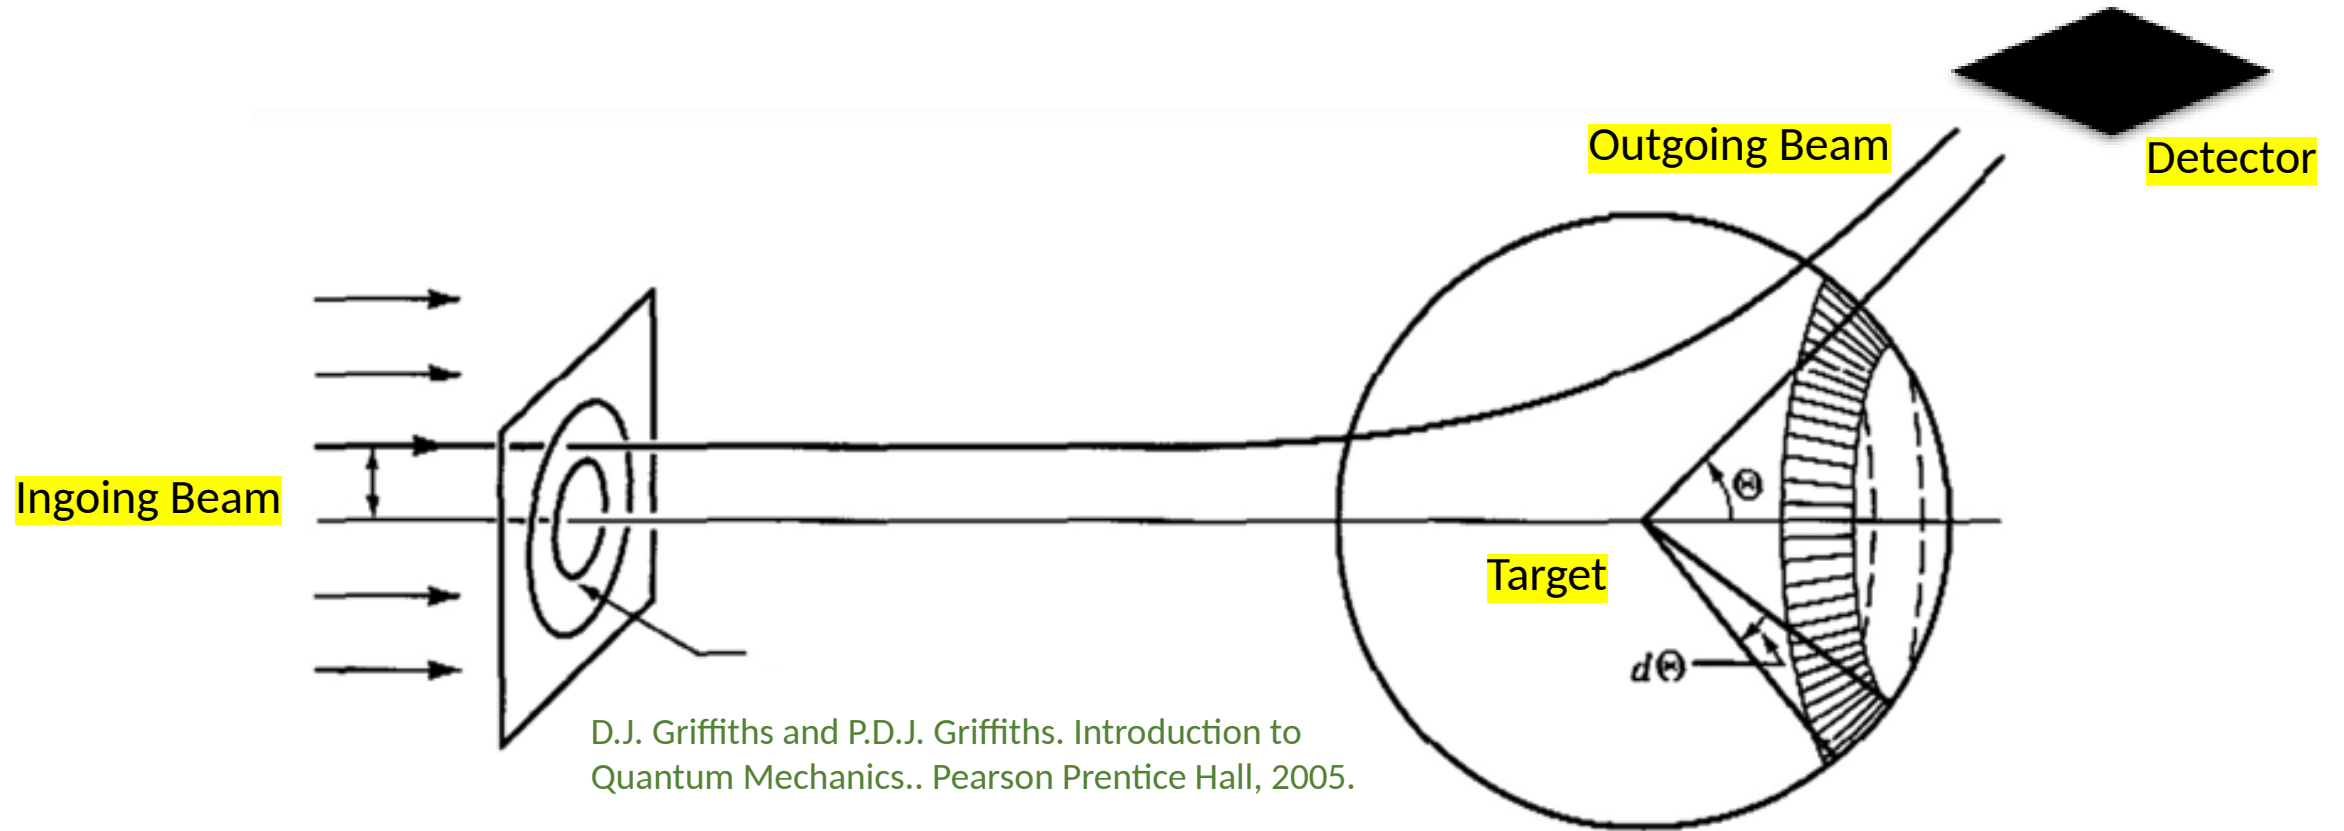 Outgoing Beam
Detector
Ingoing Beam
Θ
Target
dΘ
D.J. Griffiths and P.D.J. Griffiths. Introduction to
Quantum Mechanics.. Pearson Prentice Hall, 2005.